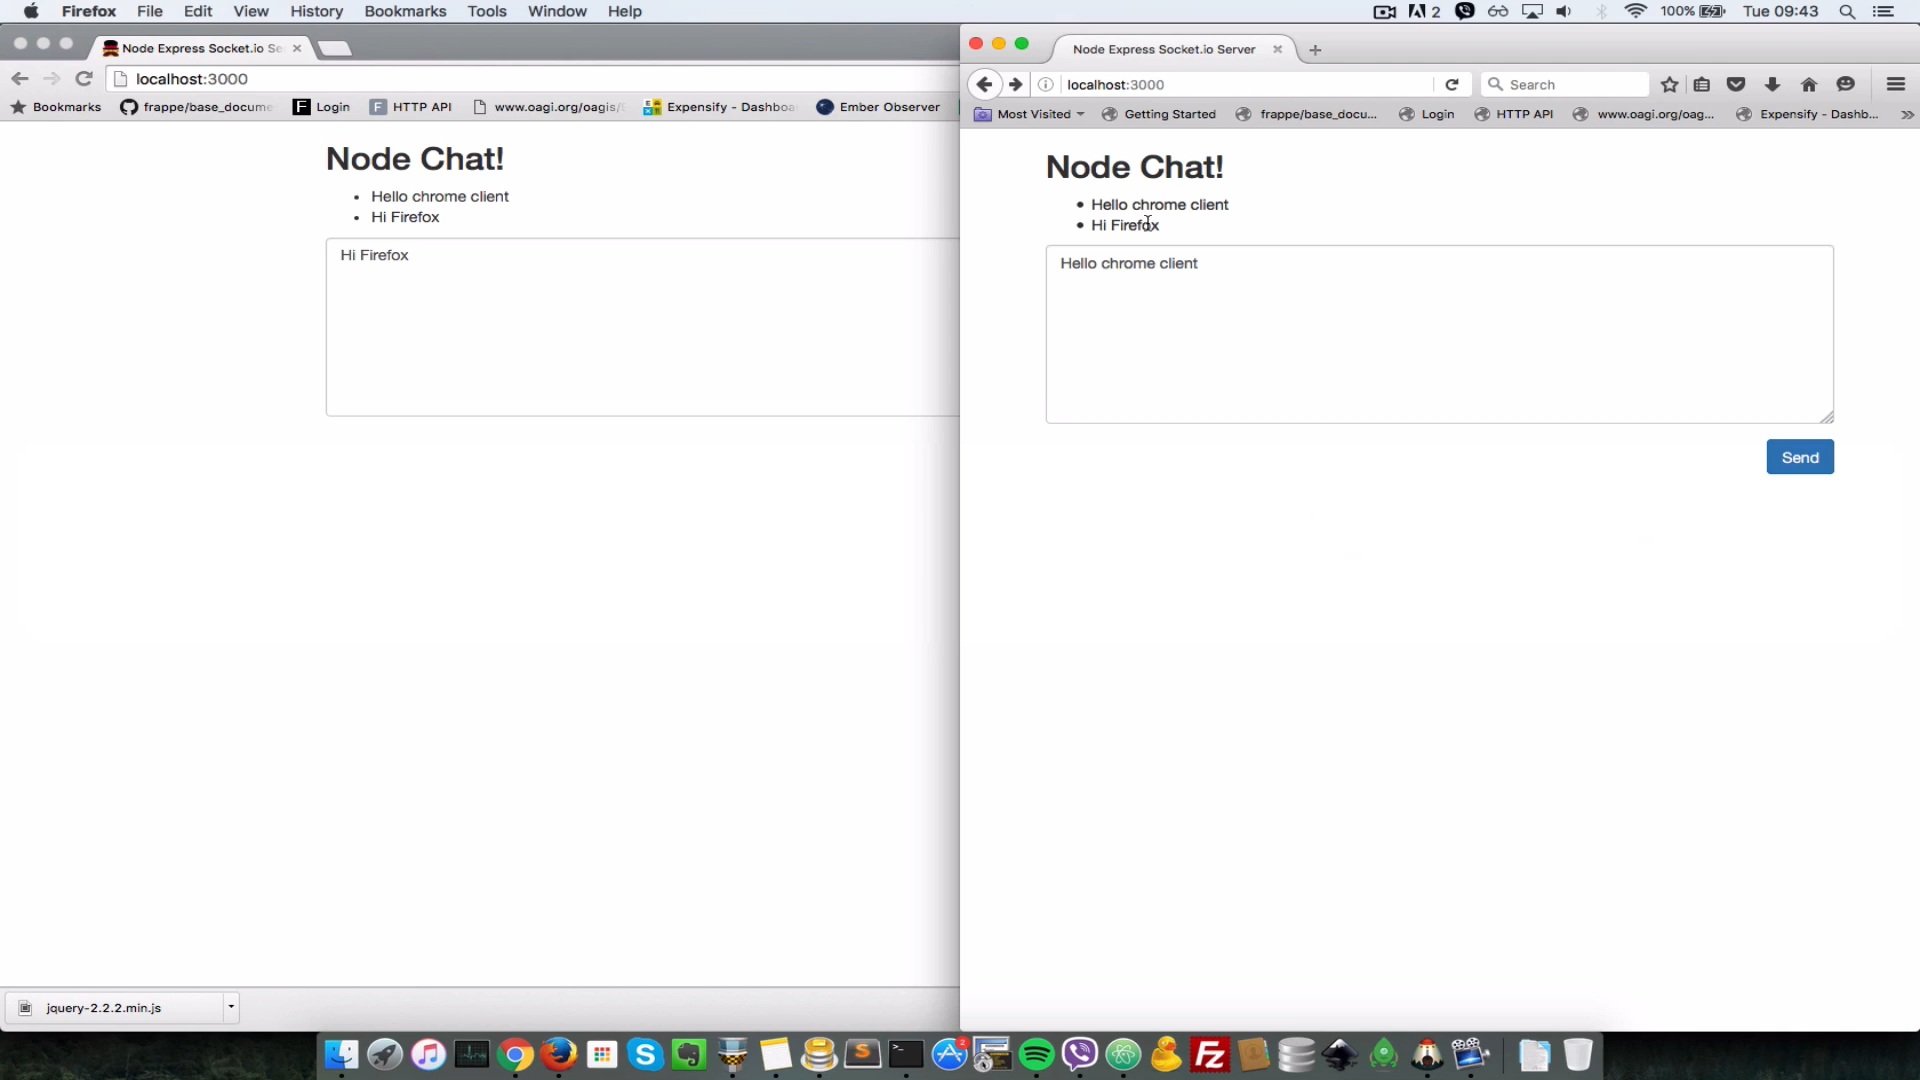 Firefox File Edit View History Bookmarks Tools Window Help
2 100% Tue 09:43
Node Express Socket.io Se
localhost:3000
Bookmarks frappe/base_docume Login HTTP API www.oagi.org/oagis/ Expensify - Dashboa Ember Observer
Node Chat!
Hello chrome client
Hi Firefox
Hi Firefox
jquery-2.2.2.min.js
Node Express Socket.io Server
localhost:3000 Search
Most Visited Getting Started frappe/base_docu... Login HTTP API www.oagi.org/oag... Expensify - Dashb...
Node Chat!
Hello chrome client
Hi Firefox
Hello chrome client
Send
2
Fz